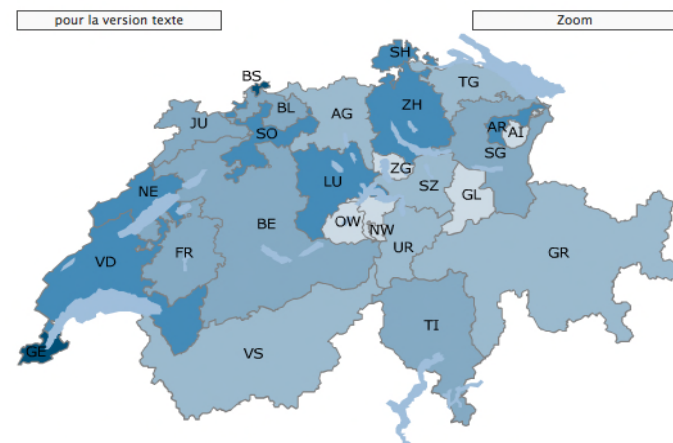 pour la version texte
Zoom
SH
BS
TG
BL
AG
ZH
JU
SO
AR
AI
SG
ZG
LU
SZ
NE
GL
OW
BE
NW
FR
UR
GR
VD
TI
GE
VS